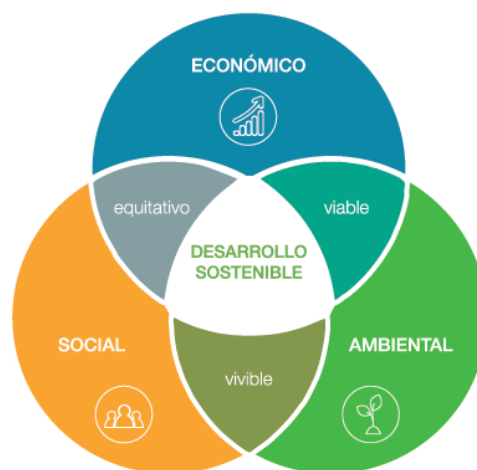 ECONÓMICO
equitativo
viable
DESARROLLO
SOSTENIBLE
SOCIAL
AMBIENTAL
vivible